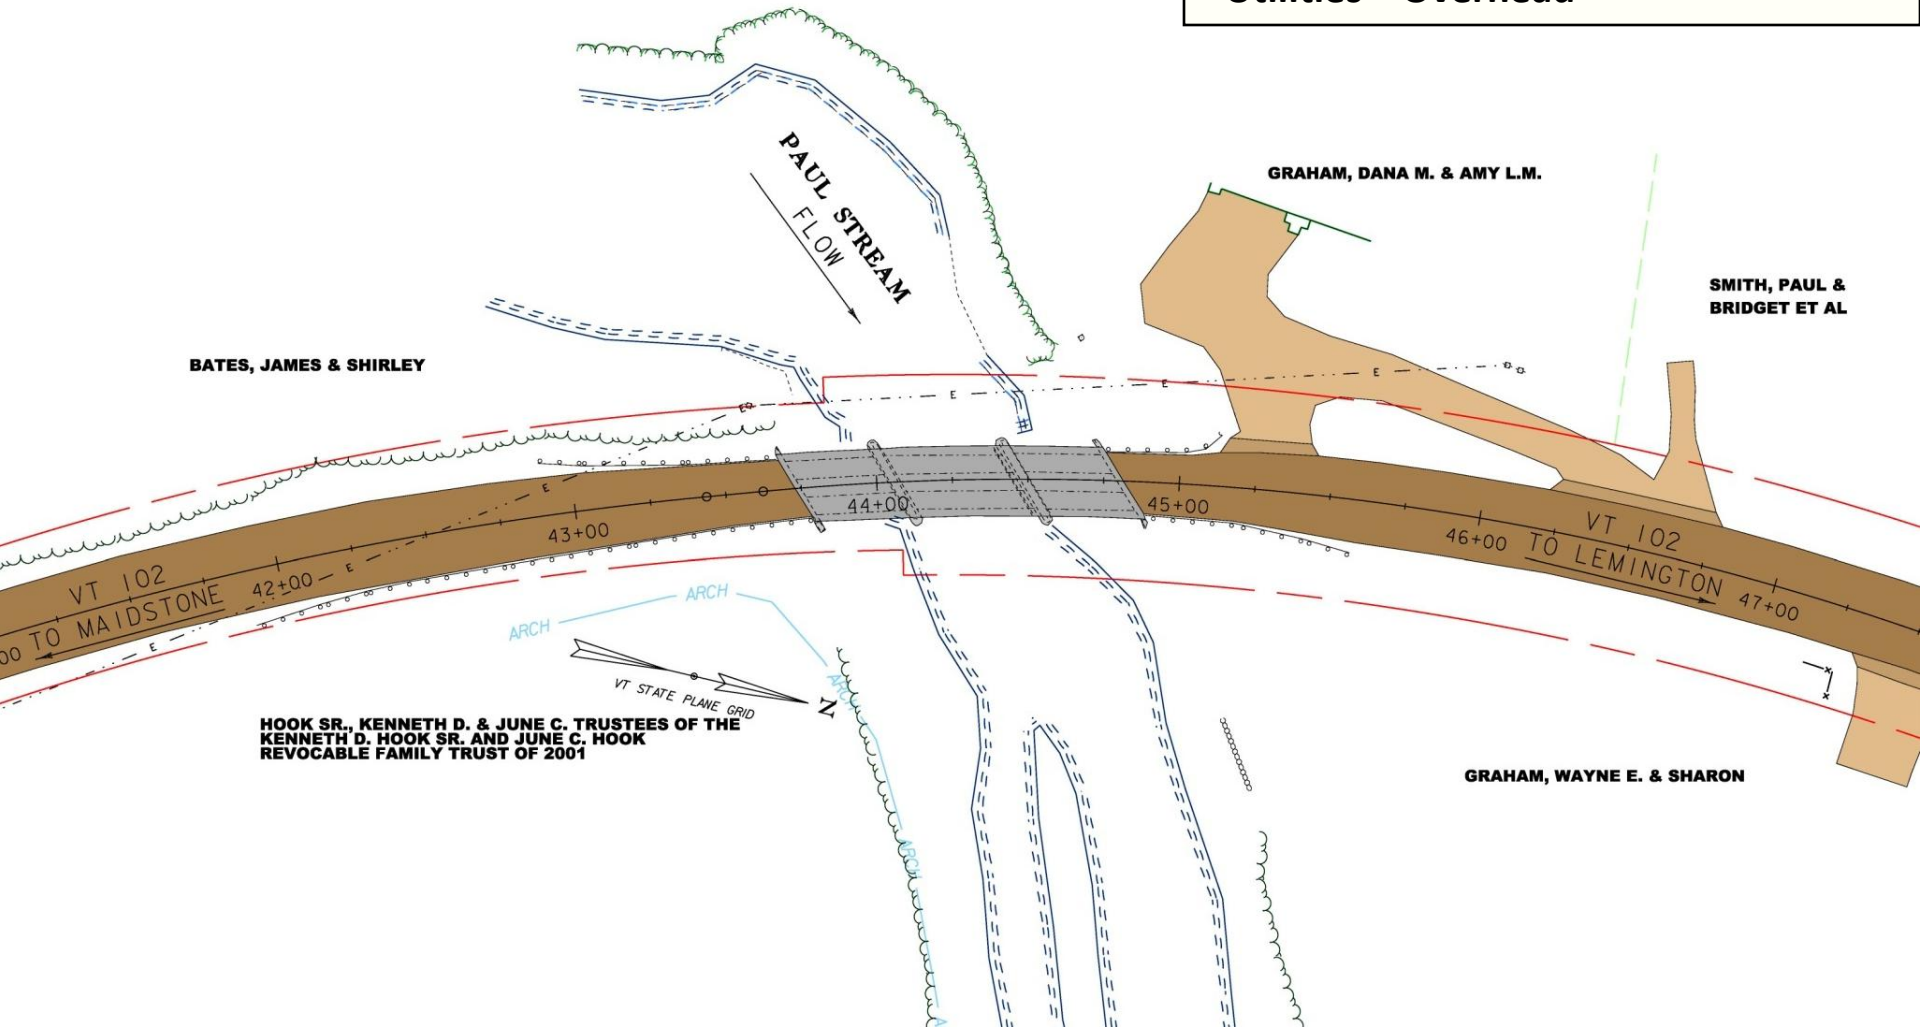 Utilities – Overhead
PAUL STREAM
FLOW
GRAHAM, DANA M. & AMY L.M.
SMITH, PAUL &
BRIDGET ET AL
BATES, JAMES & SHIRLEY
E
E
E
E
E
E
E
44+00
45+00
43+00
46+00
VT 102
TO LEMINGTON
47+00
VT 102
42+00
TO MAIDSTONE
00
ARCH
ARCH
ARCH
ARCH
A
VT STATE PLANE GRID
N
HOOK SR., KENNETH D. & JUNE C. TRUSTEES OF THE
KENNETH D. HOOK SR. AND JUNE C. HOOK
REVOCABLE FAMILY TRUST OF 2001
GRAHAM, WAYNE E. & SHARON